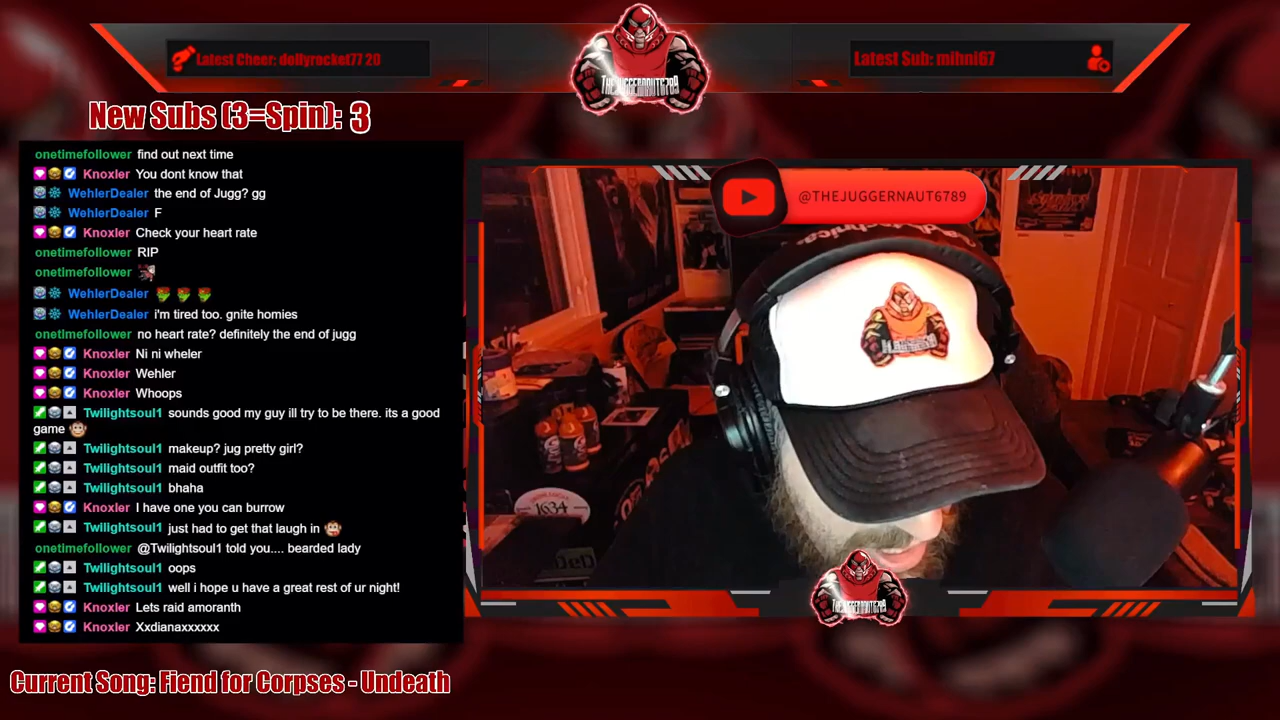 Latest Cheer: dollyrocket77 20
THEJUGGERNAUT6789
Latest Sub: mihni67
New Subs (3=Spin): 3
onetimefollower find out next time
Knoxler You dont know that
WehlerDealer the end of Jugg? gg
WehlerDealer F
Knoxler Check your heart rate
onetimefollower RIP
onetimefollower
WehlerDealer
WehlerDealer i'm tired too. gnite homies
onetimefollower no heart rate? definitely the end of jugg
Knoxler Ni ni wheler
Knoxler Wehler
Knoxler Whoops
Twilightsoul1 sounds good my guy ill try to be there. its a good
game
Twilightsoul1 makeup? jug pretty girl?
Twilightsoul1 maid outfit too?
Twilightsoul1 bhaha
Knoxler I have one you can burrow
Twilightsoul1 just had to get that laugh in
onetimefollower @Twilightsoul1 told you.... bearded lady
Twilightsoul1 oops
Twilightsoul1 well i hope u have a great rest of ur night!
Knoxler Lets raid amoranth
Knoxler Xxdianaxxxxxx
@THEJUGGERNAUT6789
1634
THEJUGGERNAUT6789
Current Song: Fiend for Corpses - Undeath